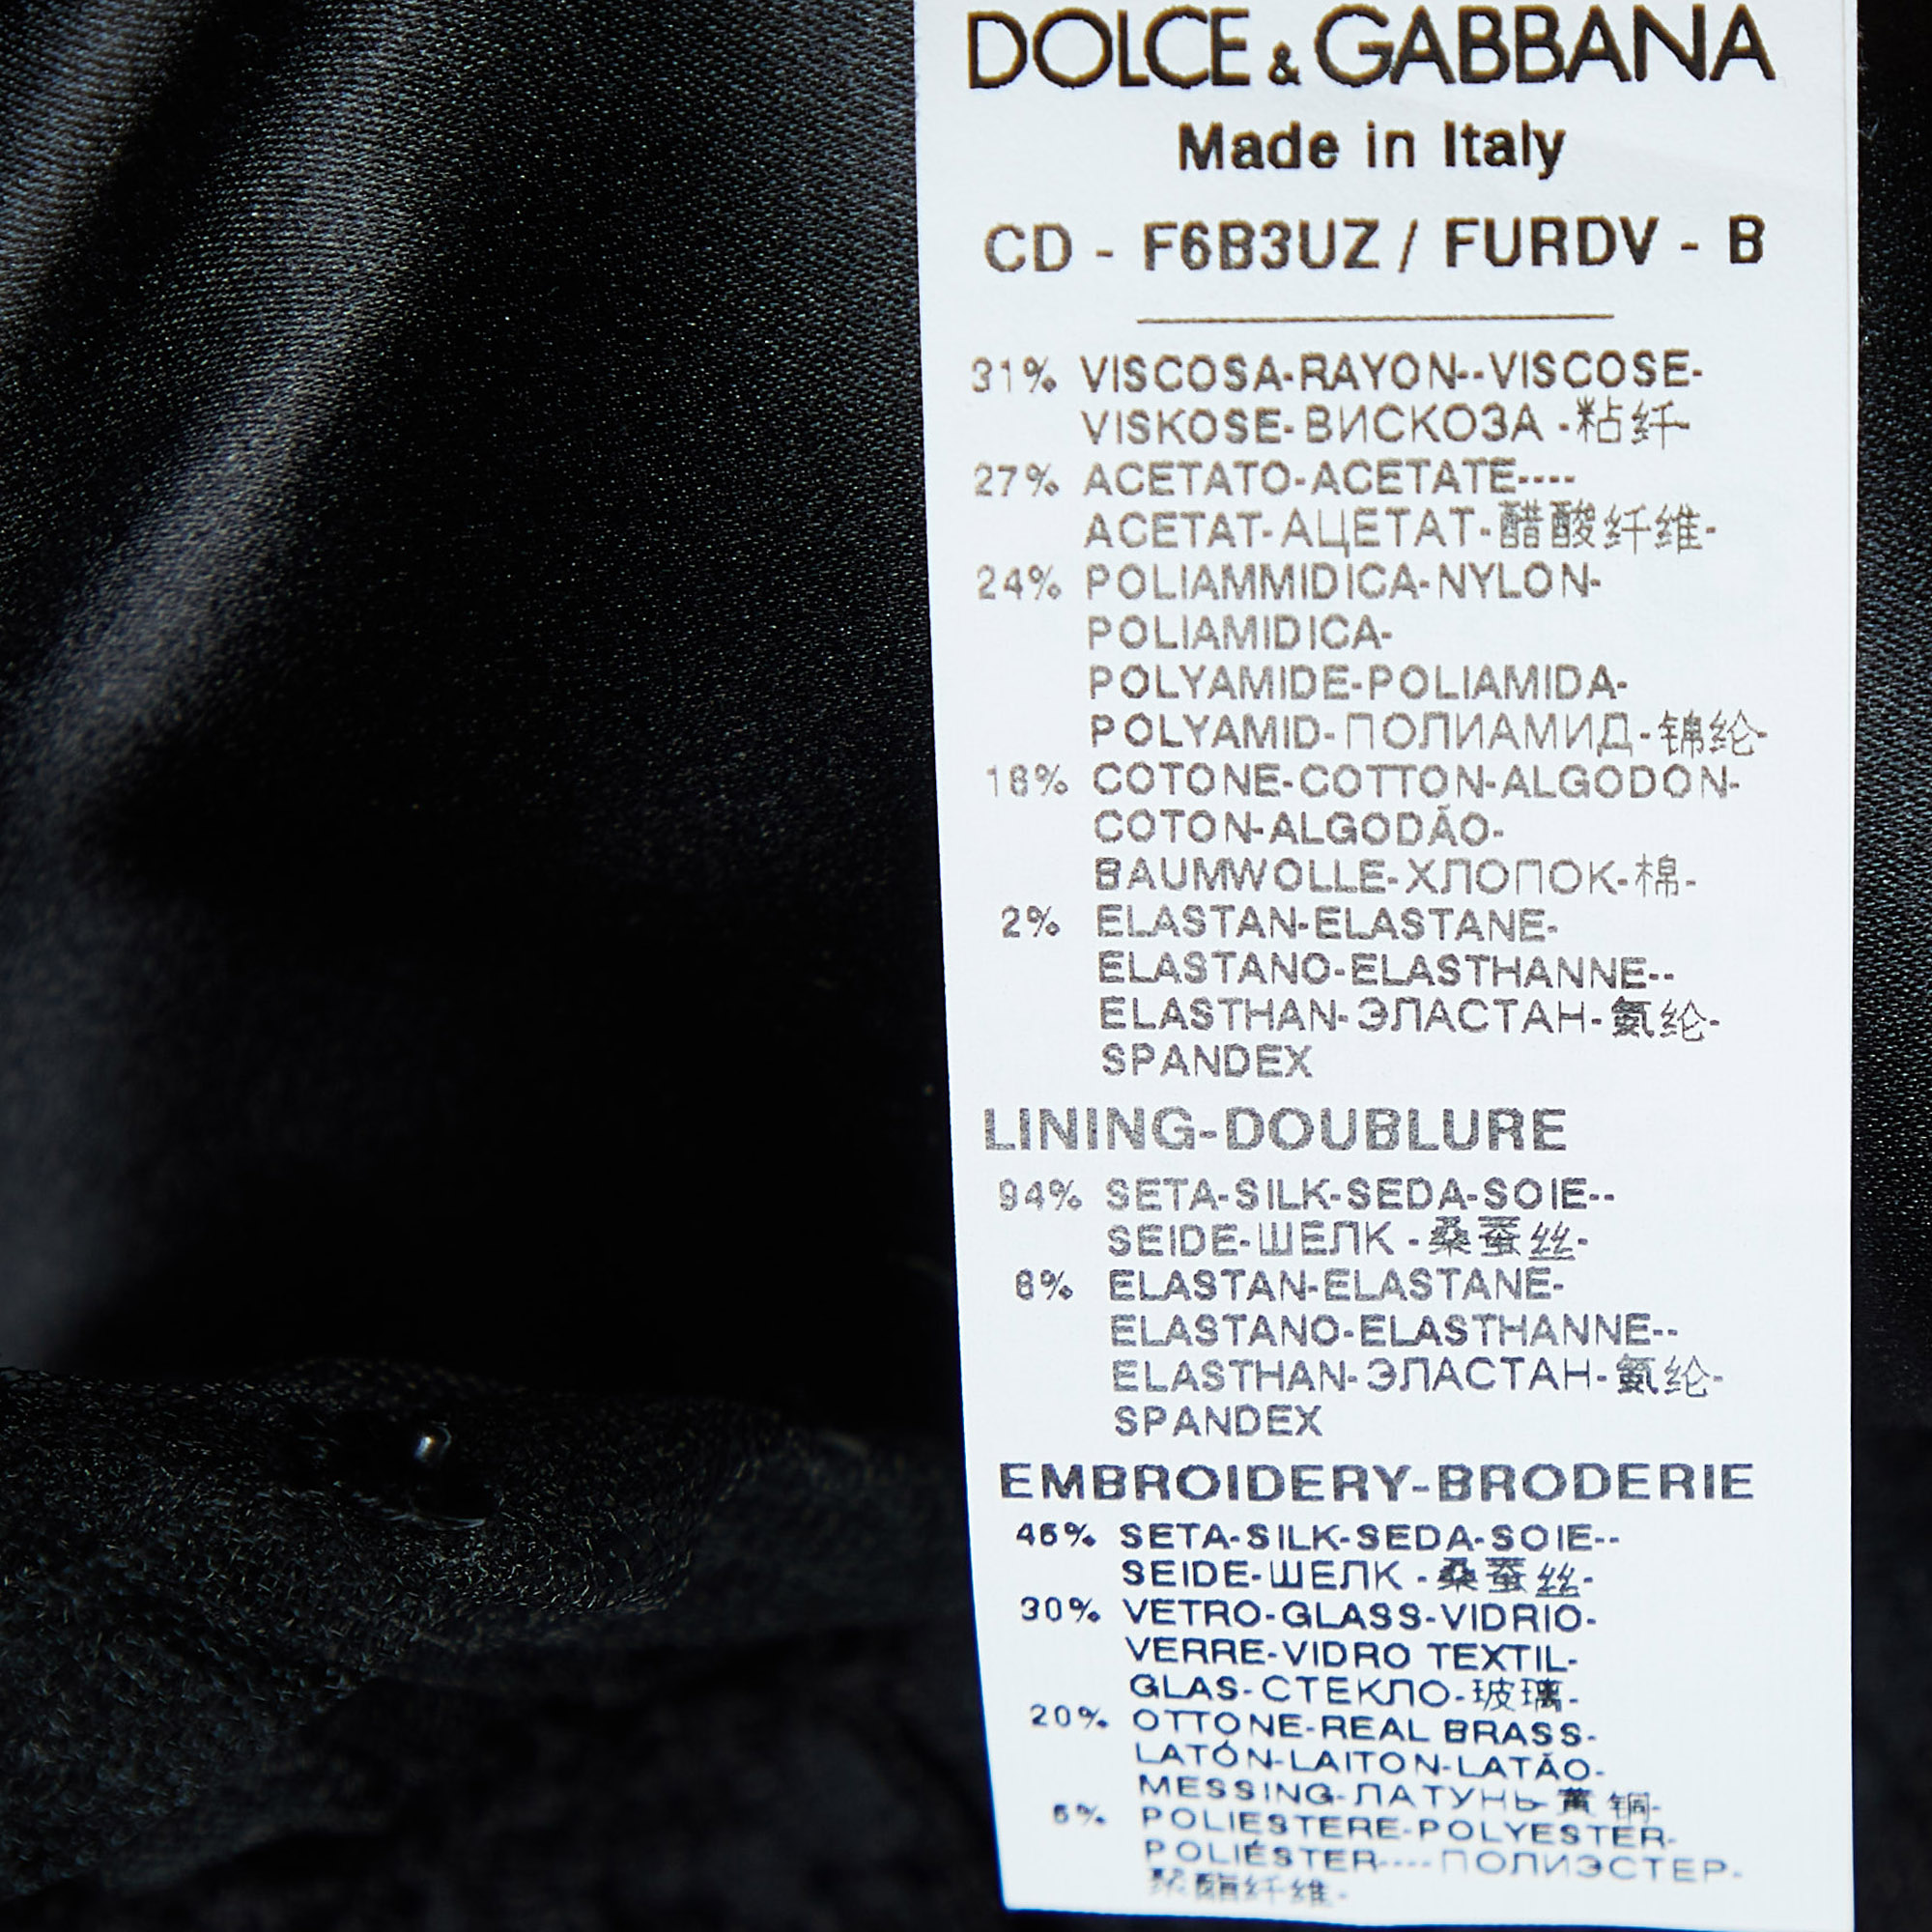 DOLCE & GABBANA
Made in Italy
CD - F6B3UZ / FURDV - B
31% VISCOSA-RAYON--VISCOSE-
VISKOSE-ВИСКОЗА -粘纤-
27% ACETATO-ACETATE----
ACETAT-АЦЕТАТ-醋酸纤维-
24% POLIAMMIDICA-NYLON-
POLIAMIDICA-
POLYAMIDE-POLIAMIDA-
POLYAMID-ПОЛИАМИД-锦纶-
16% COTONE-COTTON-ALGODON-
COTON-ALGODÃO-
BAUMWOLLE-ХЛОПОК-棉-
2% ELASTAN-ELASTANE-
ELASTANO-ELASTHANNE--
ELASTHAN-ЭЛАСТАН-氨纶-
SPANDEX
LINING-DOUBLURE
94% SETA-SILK-SEDA-SOIE--
SEIDE-ШЕЛК -桑蚕丝-
6% ELASTAN-ELASTANE-
ELASTANO-ELASTHANNE--
ELASTHAN-ЭЛАСТАН-氨纶-
SPANDEX
EMBROIDERY-BRODERIE
45% SETA-SILK-SEDA-SOIE--
SEIDE-ШЕЛК -桑蚕丝-
30% VETRO-GLASS-VIDRIO-
VERRE-VIDRO TEXTIL-
GLAS-СТЕКЛО-玻璃-
20% OTTONE-REAL BRASS-
LATÓN-LAITON-LATÃO-
MESSING-ЛАТУНЬ-黄铜-
5% POLIESTERE-POLYESTER-
POLIÉSTER----ПОЛИЭСТЕР-
聚酯纤维-